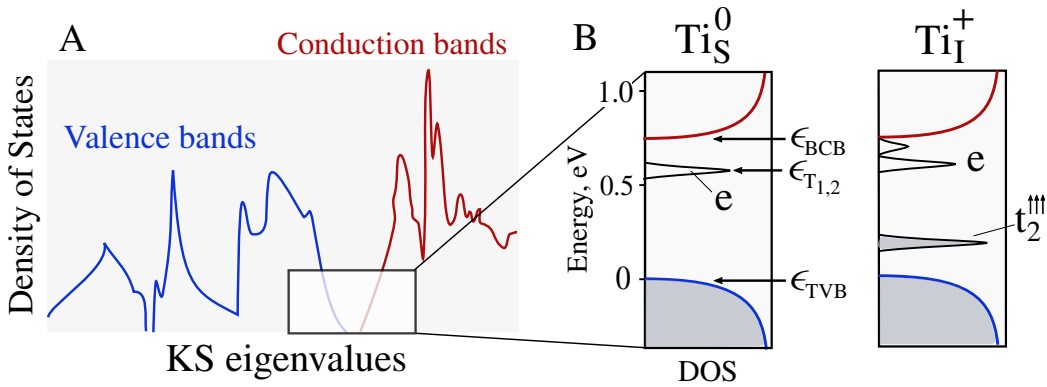 A
Conduction bands
Valence bands
Density of States
KS eigenvalues
B
Ti_S^0
Ti_I^+
1.0
0.5
0
Energy, eV
ϵ_BCB
ϵ_T1,2
ϵ_TVB
e
e
t_2^↑↑↑
DOS